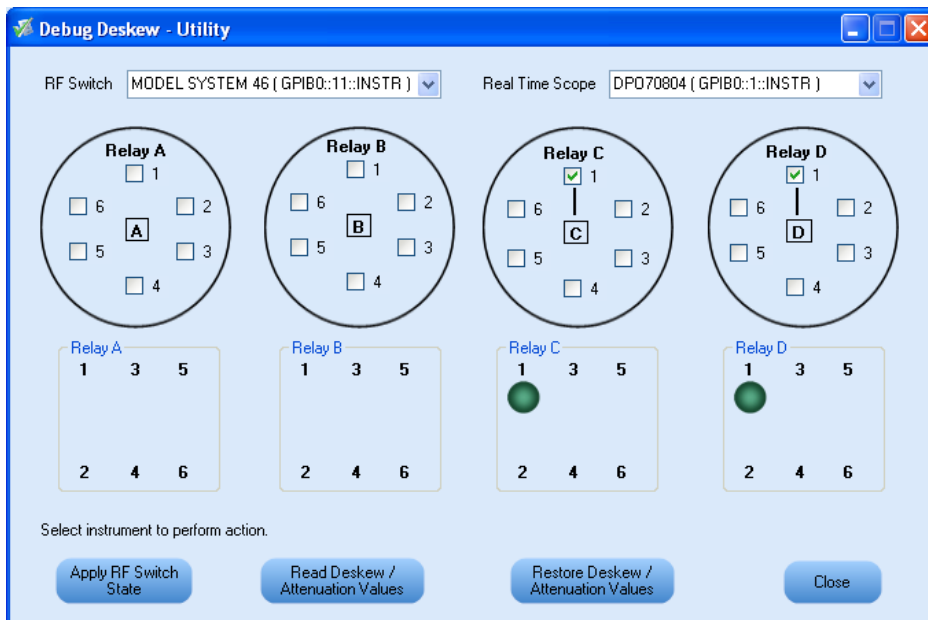 Debug Deskew - Utility
RF Switch MODEL SYSTEM 46 ( GPIB0::11::INSTR ) Real Time Scope DPO70804 ( GPIB0::1::INSTR )
Relay A Relay B Relay C Relay D
1 1 1 1
6 2 6 2 6 2 6 2
A B C D
5 3 5 3 5 3 5 3
4 4 4 4
Relay A Relay B Relay C Relay D
1 3 5 1 3 5 1 3 5 1 3 5
2 4 6 2 4 6 2 4 6 2 4 6
Select instrument to perform action.
Apply RF Switch State
Read Deskew / Attenuation Values
Restore Deskew / Attenuation Values
Close